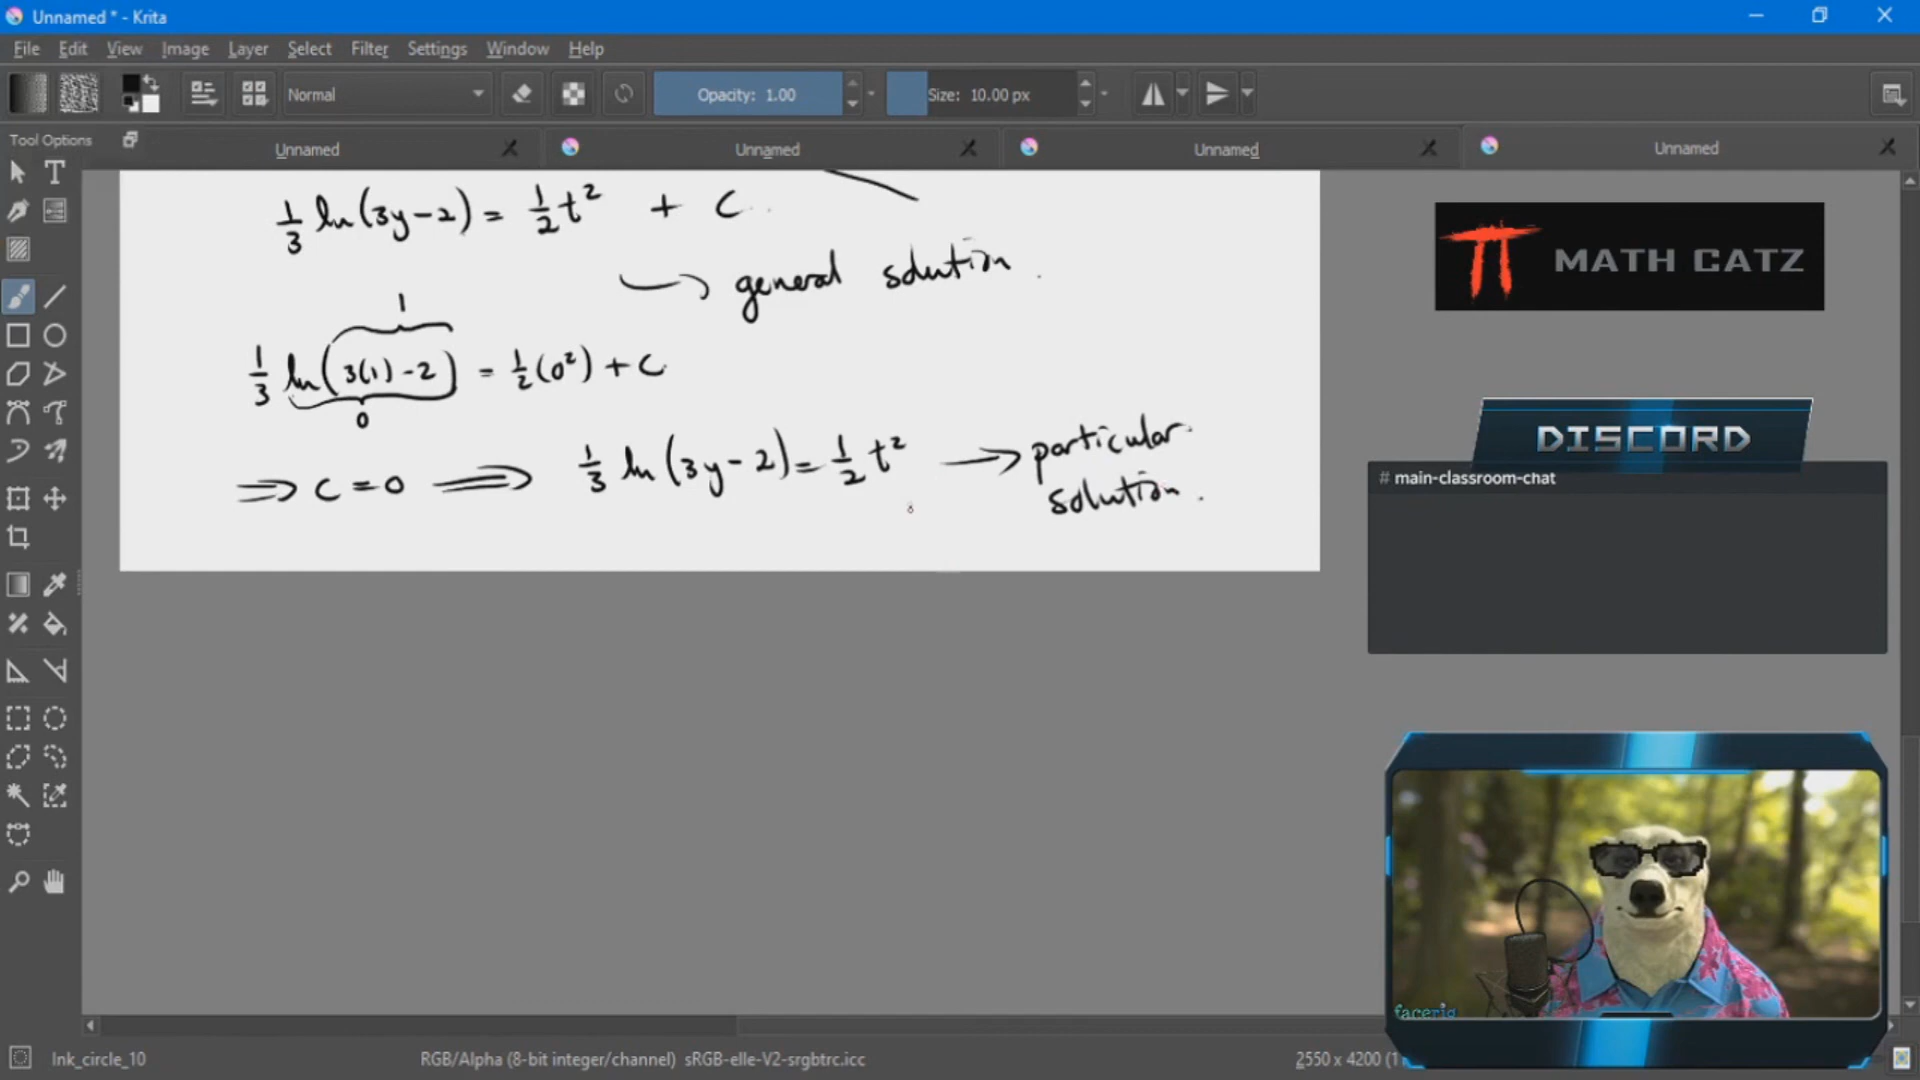 Unnamed * - Krita
File Edit View Image Layer Select Filter Settings Window Help
Normal Opacity: 1.00 Size: 10.00 px
Tool Options
Unnamed Unnamed Unnamed Unnamed
1/3 ln(3y-2) = 1/2 t² + C
general solution.
1
1/3 ln(3(1)-2) = 1/2(0²) + C
0
⇒ C = 0 ⇒ 1/3 ln(3y-2) = 1/2 t² → particular
solution.
π MATH CATZ
DISCORD
# main-classroom-chat
facerig
Ink_circle_10 RGB/Alpha (8-bit integer/channel) sRGB-elle-V2-srgbtrc.icc 2550 x 4200 (1